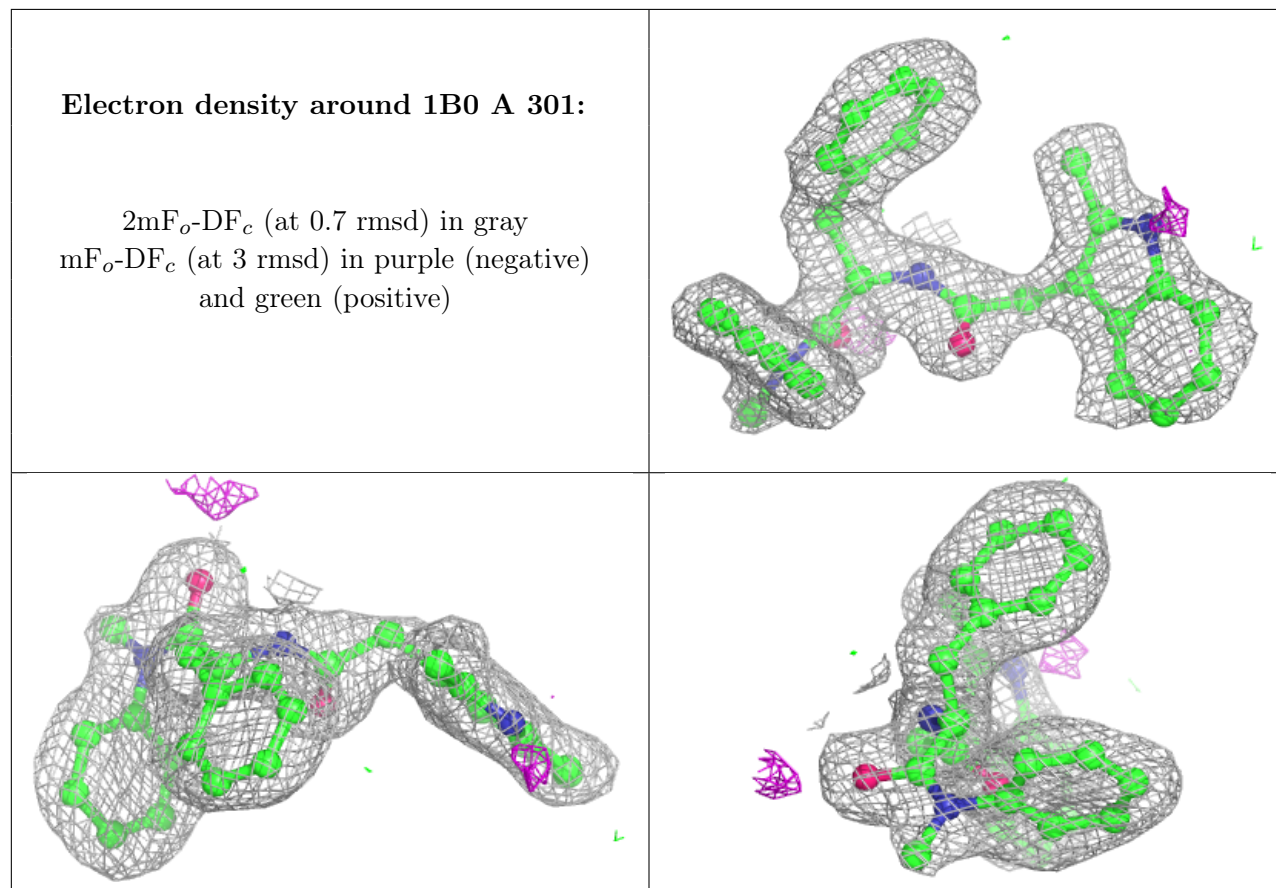 Electron density around 1B0 A 301:
2mFo-DFc (at 0.7 rmsd) in gray
mFo-DFc (at 3 rmsd) in purple (negative)
and green (positive)